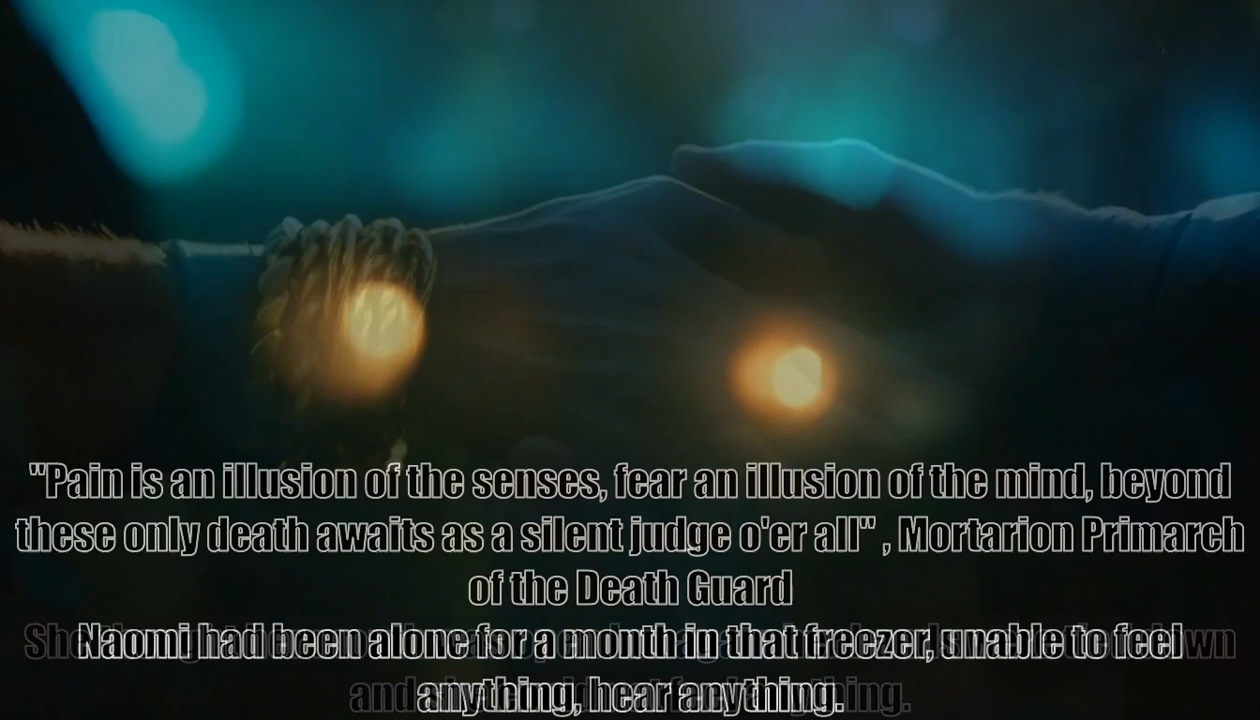 "Pain is an illusion of the senses, fear an illusion of the mind, beyond
these only death awaits as a silent judge o'er all" , Mortarion Primarch
of the Death Guard
Naomi had been alone for a month in that freezer, unable to feel
anything, hear anything.